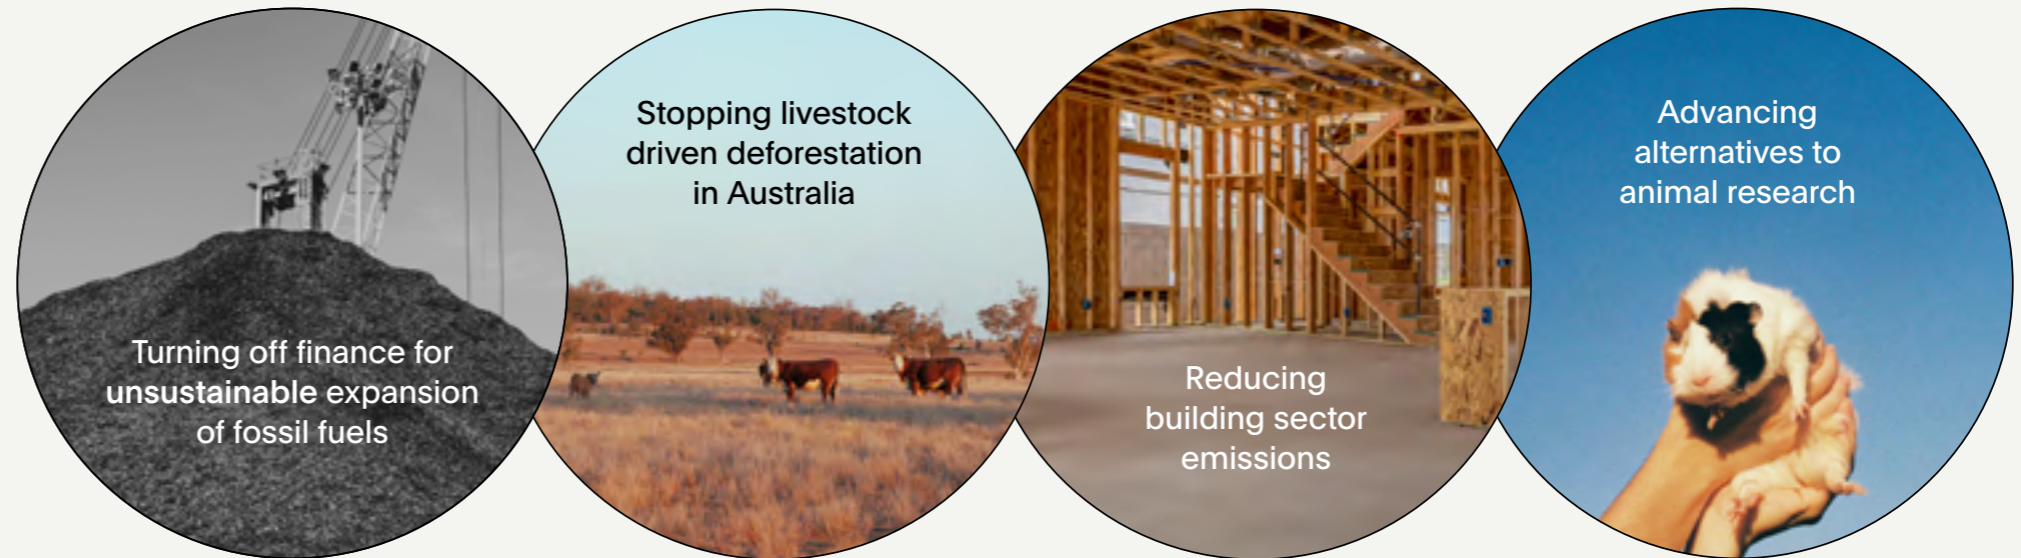 Turning off finance for
unsustainable expansion
of fossil fuels
Stopping livestock
driven deforestation
in Australia
Reducing
building sector
emissions
Advancing
alternatives to
animal research